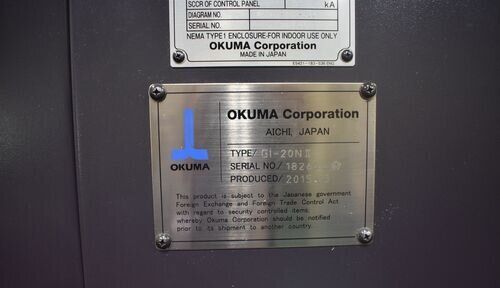 SCCR OF CONTROL PANEL kA
DIAGRAM NO.
SERIAL NO.
NEMA TYPE1 ENCLOSURE-FOR INDOOR USE ONLY
OKUMA Corporation
MADE IN JAPAN
OKUMA Corporation
AICHI, JAPAN
TYPE/ GI-20NⅡ
SERIAL NO/
PRODUCED/ 2015
OKUMA
This product is subject to the Japanese government
Foreign Exchange and Foreign Trade Control Act
with regard to security controlled items,
whereby Okuma Corporation should be notified
prior to its shipment to another country.